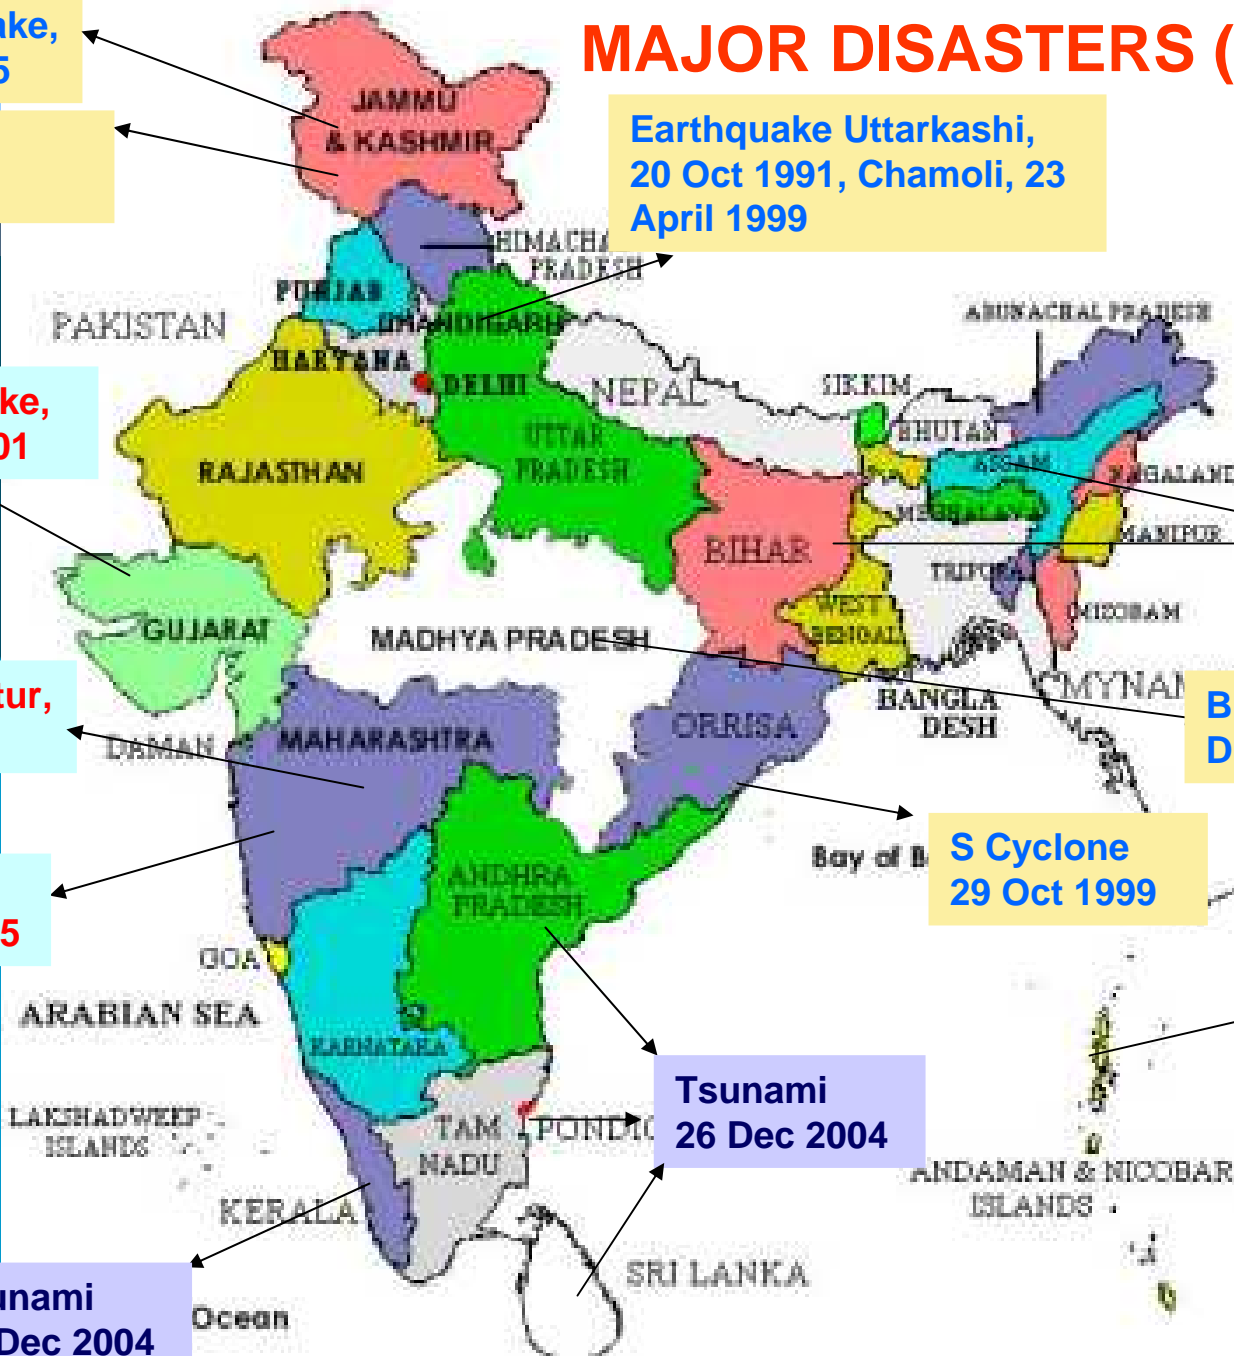 MAJOR DISASTERS (
ake,
5
JAMMU
& KASHMIR
Earthquake Uttarkashi,
20 Oct 1991, Chamoli, 23
April 1999
HIMACHA
PRADESH
PUNJAB
CHANDIGARH
PAKISTAN
HARYANA
DELHI
NEPAL
SIKKIM
ARUNACHAL PRADESH
BHUTAN
ke,
01
RAJASTHAN
UTTAR
PRADESH
ASSAM
NAGALAND
MEGHALAYA
MANIPUR
BIHAR
TRIPURA
MIZORAM
GUJARAT
MADHYA PRADESH
WEST
BENGAL
BANGLA
DESH
MYNAM
tur,
DAMAN
MAHARASHTRA
ORRISA
B
D
Bay of B
S Cyclone
29 Oct 1999
ANDHRA
PRADESH
5
GOA
ARABIAN SEA
KARNATAKA
Tsunami
26 Dec 2004
LAKSHADWEEP
ISLANDS
TAM
NADU
PONDIC
ANDAMAN & NICOBAR
ISLANDS
KERALA
SRI LANKA
unami
Dec 2004
Ocean